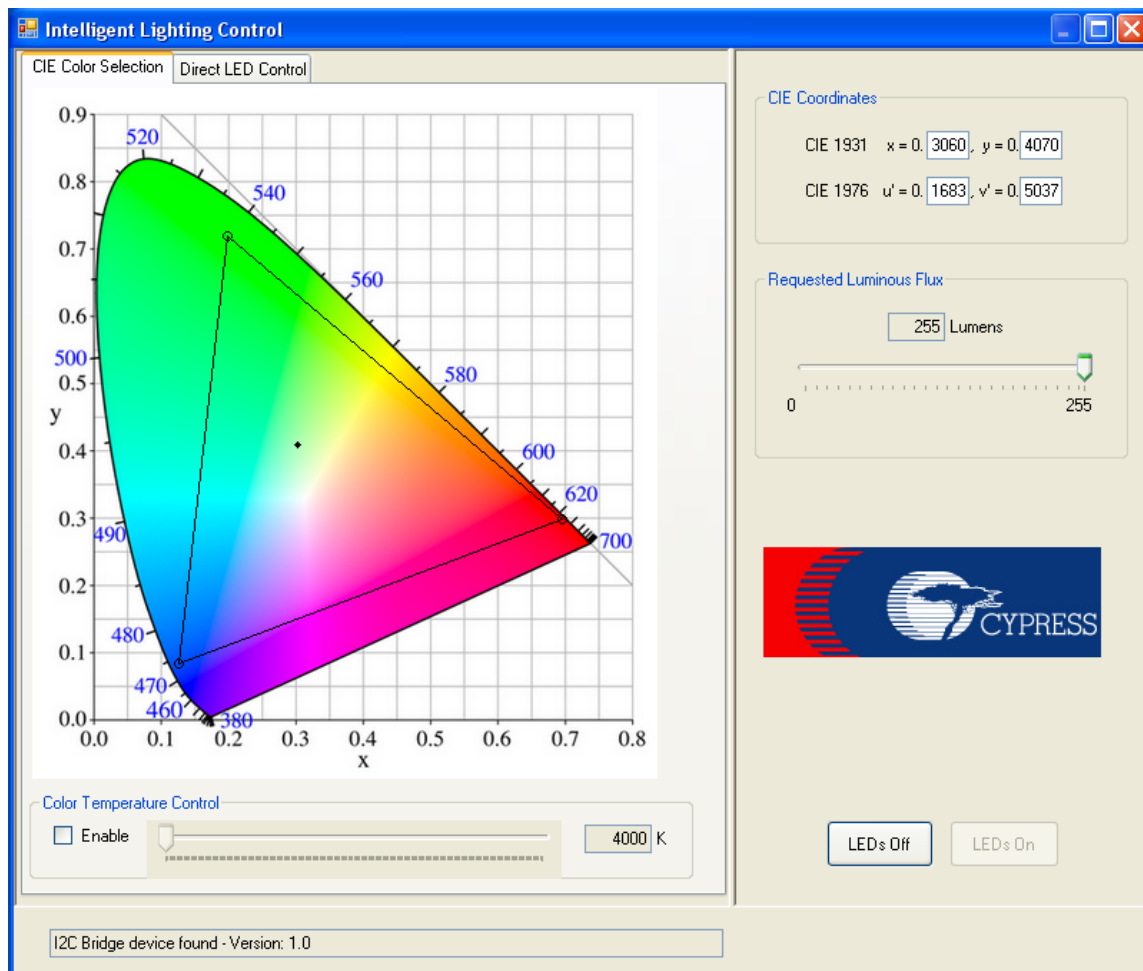 Intelligent Lighting Control
CIE Color Selection
Direct LED Control
0.9
0.8
0.7
0.6
0.5
0.4
0.3
0.2
0.1
0.0
y
0.0 0.1 0.2 0.3 0.4 0.5 0.6 0.7 0.8
x
520
540
560
580
600
620
700
500
490
480
470
460
380
Color Temperature Control
Enable
4000 K
CIE Coordinates
CIE 1931 x = 0. 3060, y = 0. 4070
CIE 1976 u' = 0. 1683, v' = 0. 5037
Requested Luminous Flux
255 Lumens
0 255
CYPRESS
LEDs Off
LEDs On
I2C Bridge device found - Version: 1.0